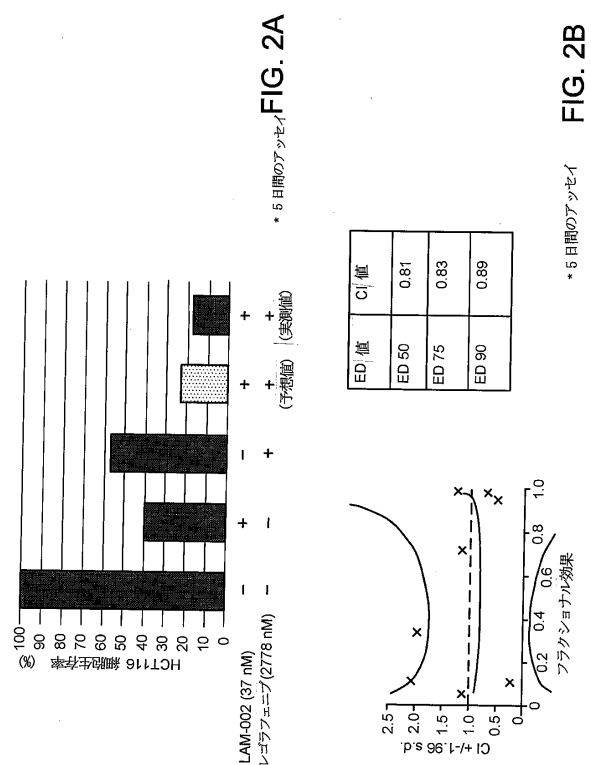 HCT116 細胞生存率
(%)
100
90
80
70
60
50
40
30
20
10
0
LAM-002 (37 nM) − + − + +
レゴラフェニブ(2778 nM) − − + + +
(予想値) (実測値)
* 5 日間のアッセイ
FIG. 2A
CI +/-1.96 s.d.
2.5
2.0
1.5
1.0
0.5
0
0.2 0.4 0.6 0.8 1.0
フラクショナル効果
ED 値 CI 値
ED 50 0.81
ED 75 0.83
ED 90 0.89
* 5 日間のアッセイ
FIG. 2B